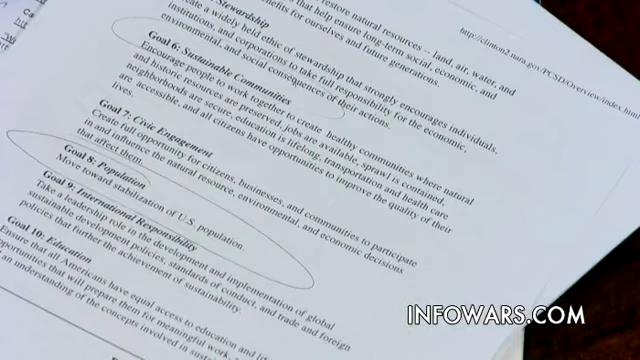 Stewardship
create a widely held ethic of stewardship that strongly encourages individuals,
institutions, and corporations to take full responsibility for the economic,
environmental, and social consequences of their actions.
Goal 6: Sustainable Communities
Encourage people to work together to create healthy communities where natural
and historic resources are preserved, jobs are available, sprawl is contained,
neighborhoods are secure, education is lifelong, transportation and health care
are accessible, and all citizens have opportunities to improve the quality of their
lives.
Goal 7: Civic Engagement
Create full opportunity for citizens, businesses, and communities to participate
in and influence the natural resource, environmental, and economic decisions
that affect them.
Goal 8: Population
Move toward stabilization of U.S. population.
Goal 9: International Responsibility
Take a leadership role in the development and implementation of global
sustainable development policies, standards of conduct, and trade and foreign
policies that further the achievement of sustainability.
Goal 10: Education
Ensure that all Americans have equal access to education and
opportunities that will prepare them for meaningful work,
an understanding of the concepts involved in
restore natural resources -- land, air, water, and
that help ensure long-term social, economic, and
benefits for ourselves and future generations.
http://clinton2.nara.gov/PCSD/Overview/index.
INFOWARS.COM